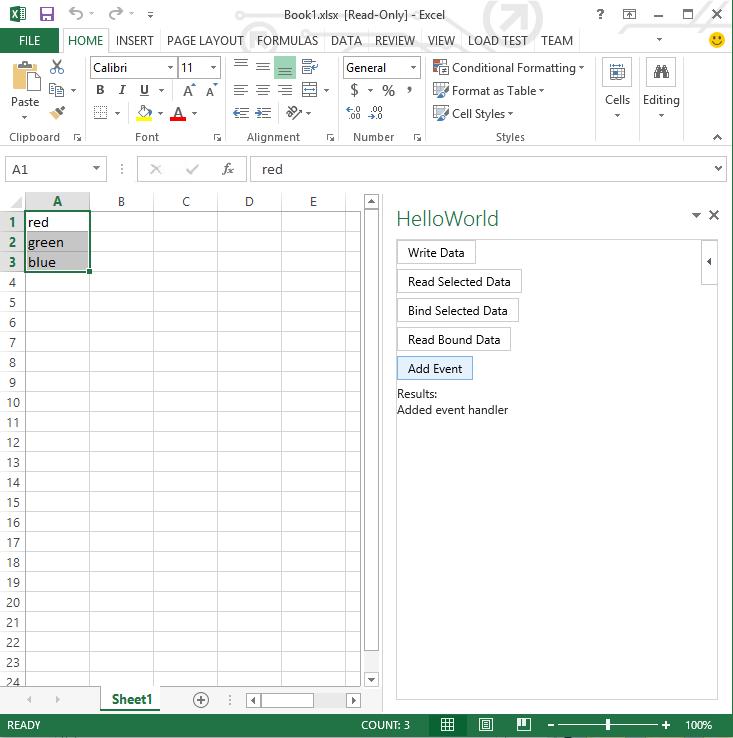 Book1.xlsx [Read-Only] - Excel
?
FILE HOME INSERT PAGE LAYOUT FORMULAS DATA REVIEW VIEW LOAD TEST TEAM
Paste
Calibri 11
B I U A A
A
General
$ % ,
.00 .00
Conditional Formatting
Format as Table
Cell Styles
Cells
Editing
Clipboard Font Alignment Number Styles
A1 fx red
A B C D E
1 red
2 green
3 blue
4
5
6
7
8
9
10
11
12
13
14
15
16
17
18
19
20
21
22
23
24
HelloWorld
Write Data
Read Selected Data
Bind Selected Data
Read Bound Data
Add Event
Results:
Added event handler
Sheet1
READY COUNT: 3 100%